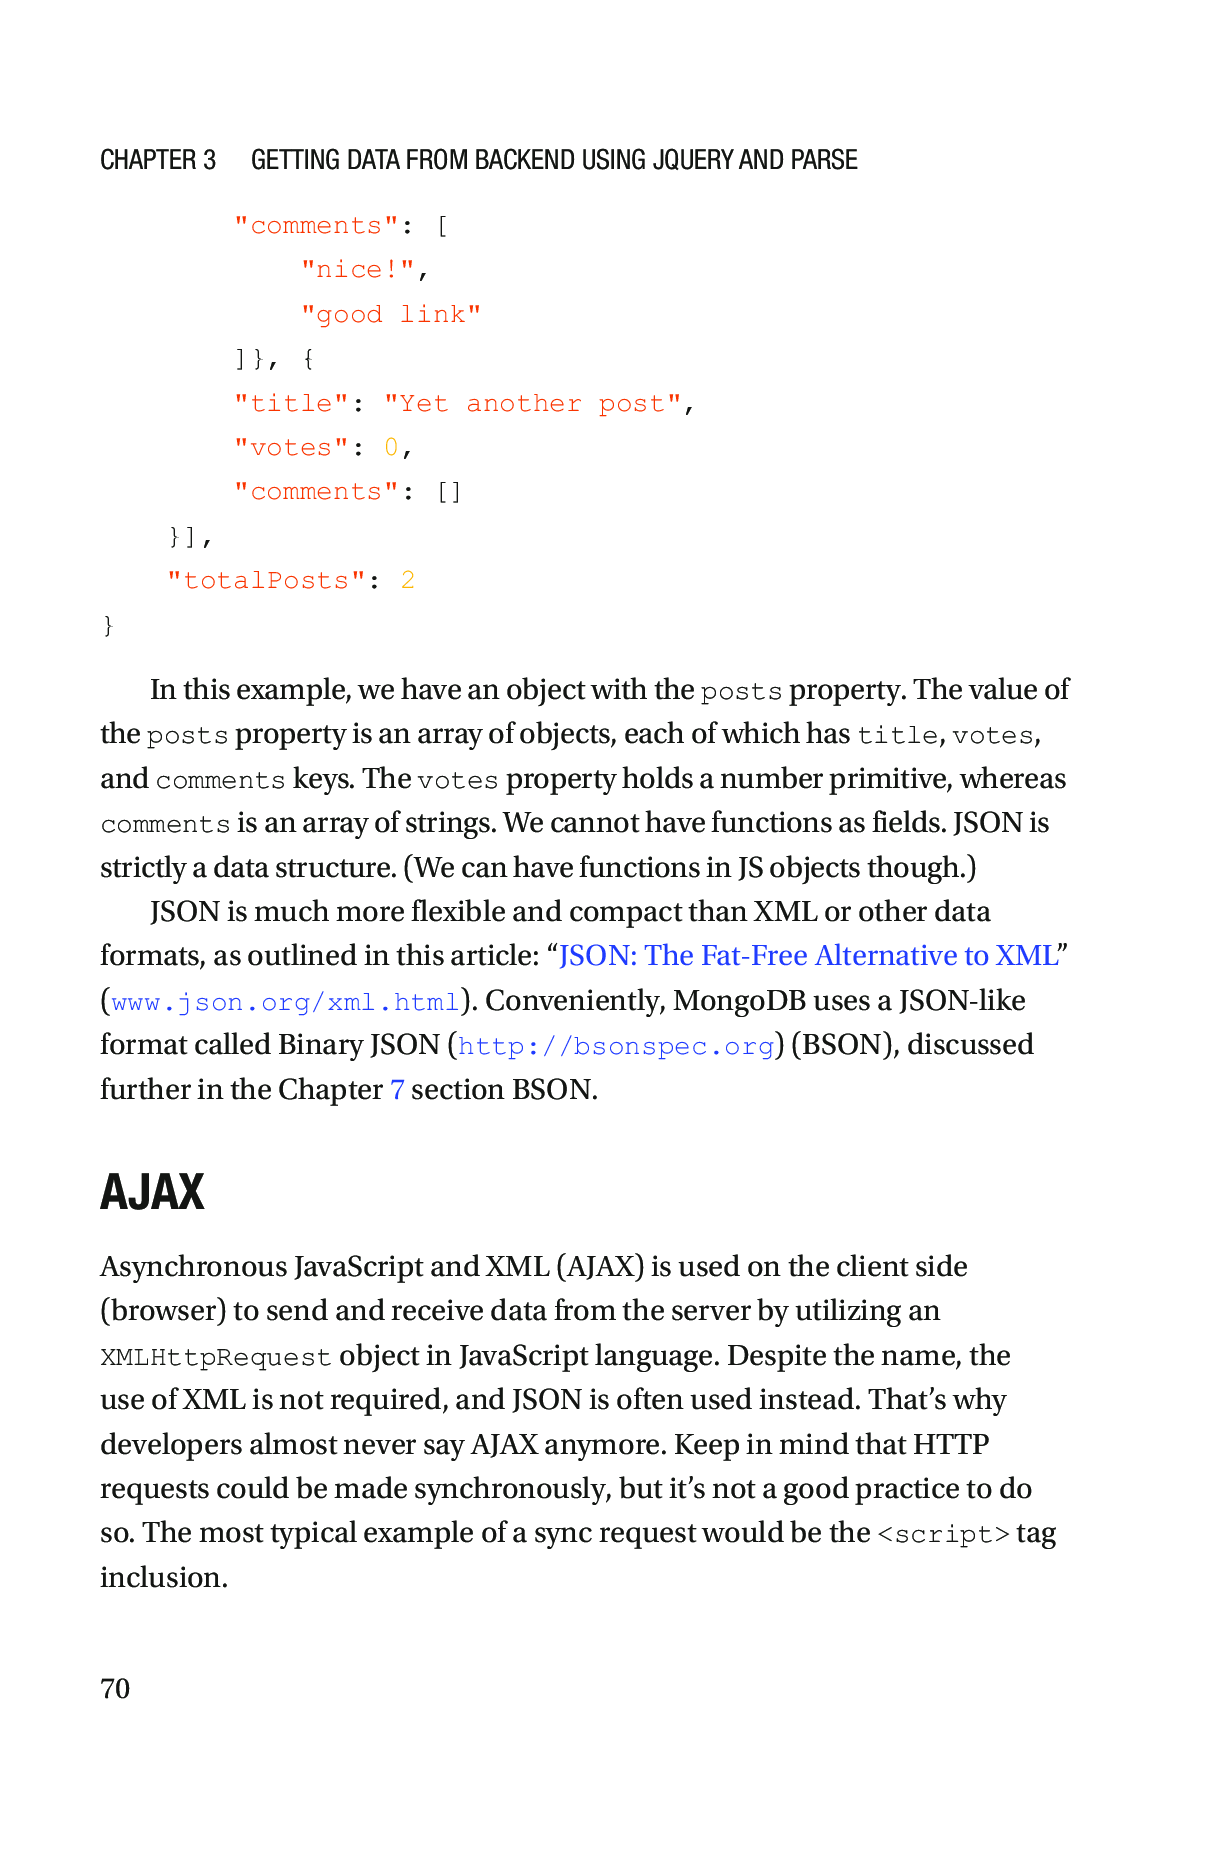 CHAPTER 3 GETTING DATA FROM BACKEND USING JQUERY AND PARSE
"comments": [
"nice!",
"good link"
]}, {
"title": "Yet another post",
"votes": 0,
"comments": []
}],
"totalPosts": 2
}
In this example, we have an object with the posts property. The value of
the posts property is an array of objects, each of which has title, votes,
and comments keys. The votes property holds a number primitive, whereas
comments is an array of strings. We cannot have functions as fields. JSON is
strictly a data structure. (We can have functions in JS objects though.)
JSON is much more flexible and compact than XML or other data
formats, as outlined in this article: “JSON: The Fat-Free Alternative to XML”
(www.json.org/xml.html). Conveniently, MongoDB uses a JSON-like
format called Binary JSON (http://bsonspec.org) (BSON), discussed
further in the Chapter 7 section BSON.
AJAX
Asynchronous JavaScript and XML (AJAX) is used on the client side
(browser) to send and receive data from the server by utilizing an
XMLHttpRequest object in JavaScript language. Despite the name, the
use of XML is not required, and JSON is often used instead. That’s why
developers almost never say AJAX anymore. Keep in mind that HTTP
requests could be made synchronously, but it’s not a good practice to do
so. The most typical example of a sync request would be the <script> tag
inclusion.
70